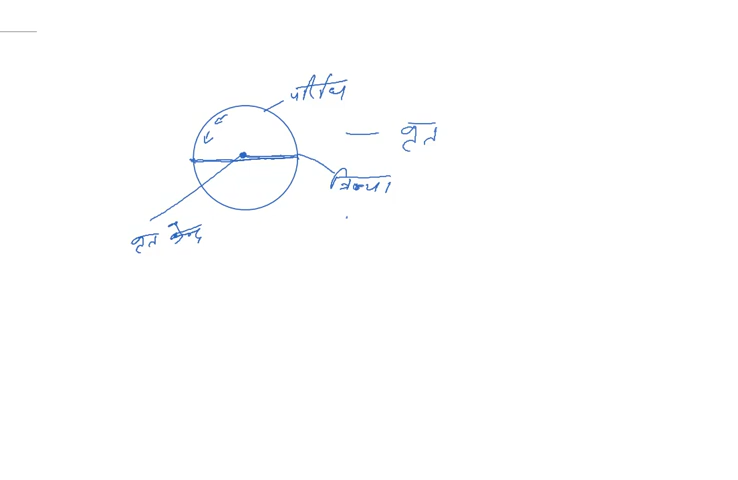 परिधि
— वृत
त्रिज्या
वृत केन्द्र